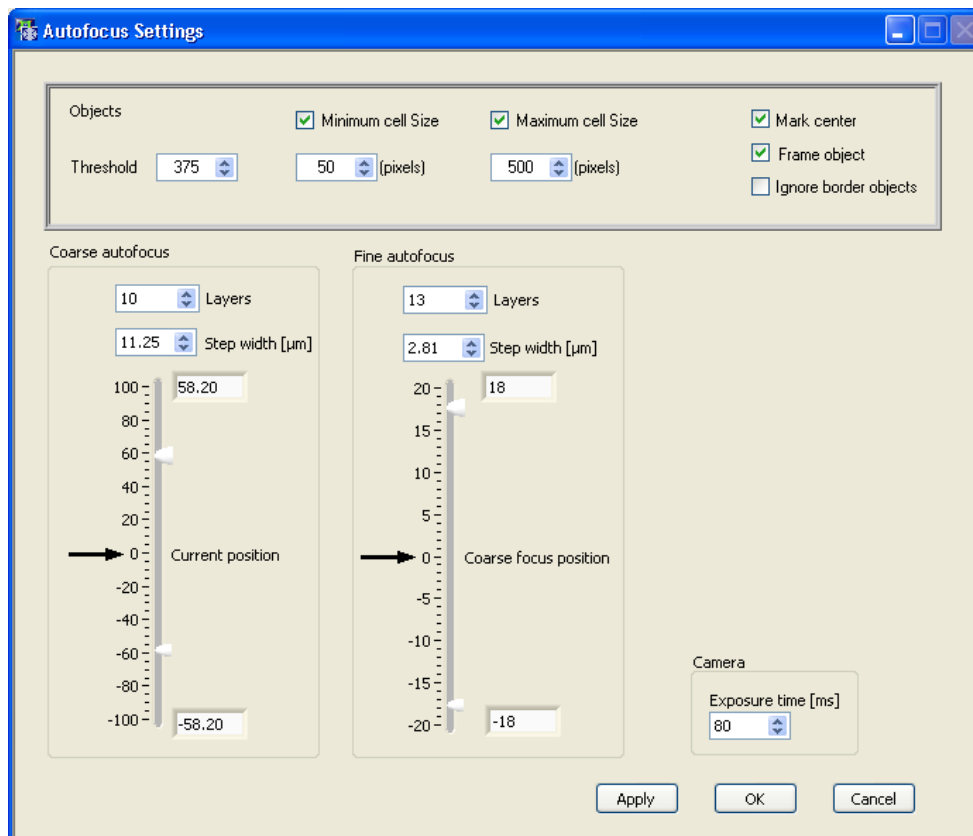 Autofocus Settings
Objects
Minimum cell Size
Maximum cell Size
Mark center
Threshold 375
50 (pixels)
500 (pixels)
Frame object
Ignore border objects
Coarse autofocus
10 Layers
11.25 Step width [µm]
58.20
100
80
60
40
20
0 Current position
-20
-40
-60
-80
-100
-58.20
Fine autofocus
13 Layers
2.81 Step width [µm]
18
20
15
10
5
0 Coarse focus position
-5
-10
-15
-20
-18
Camera
Exposure time [ms]
80
Apply
OK
Cancel